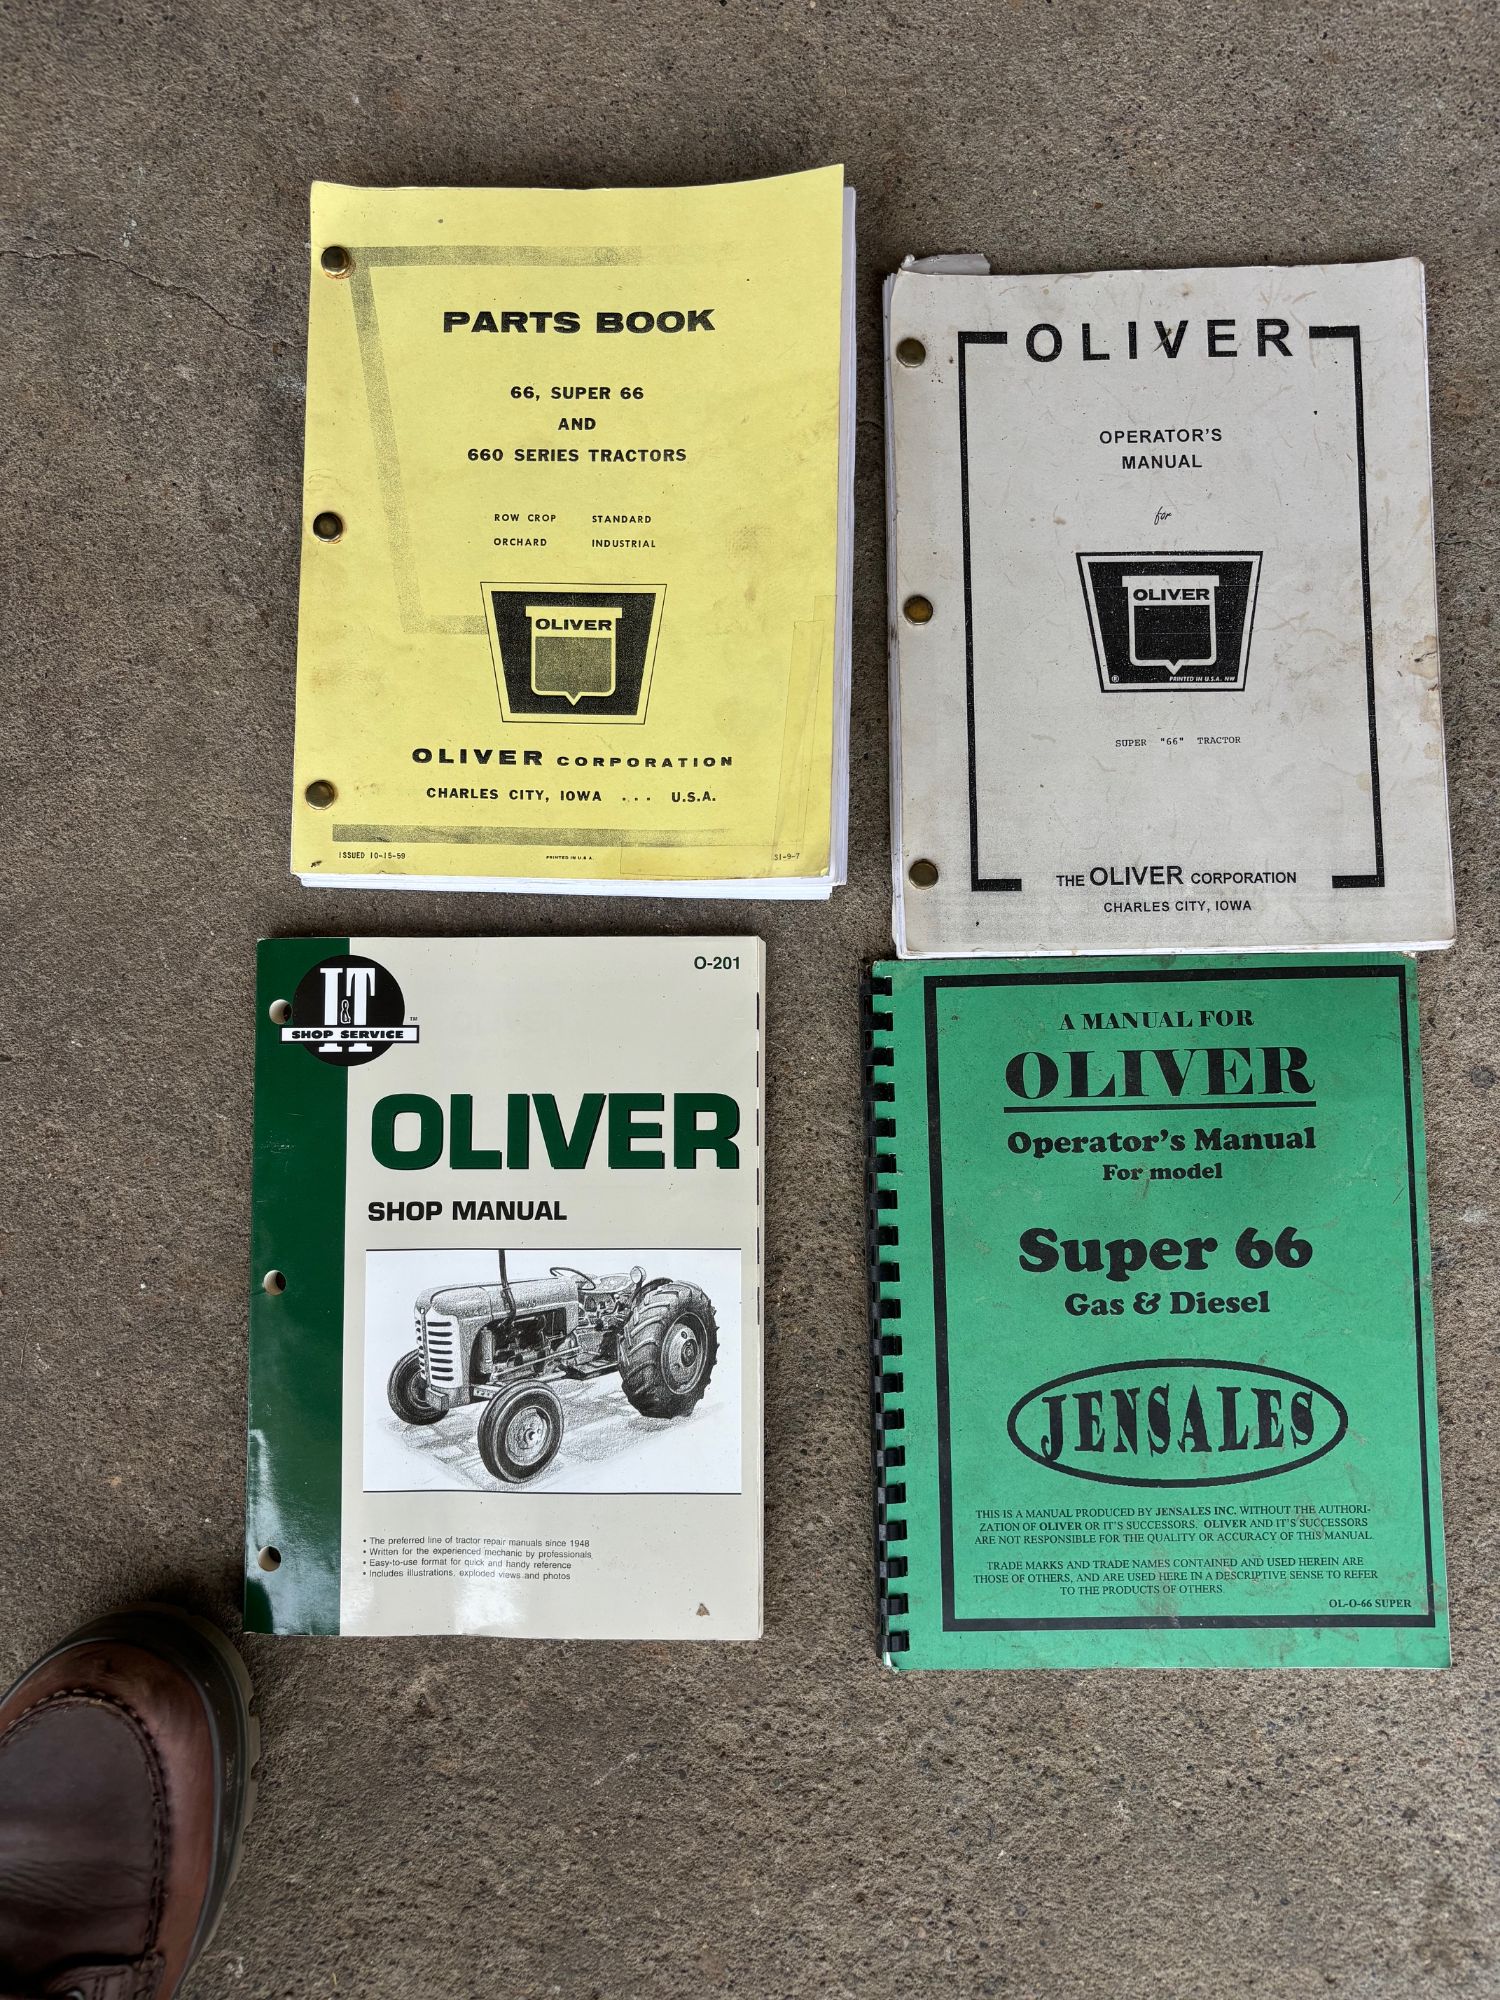 PARTS BOOK
66, SUPER 66
AND
660 SERIES TRACTORS
ROW CROP STANDARD
ORCHARD INDUSTRIAL
OLIVER
OLIVER CORPORATION
CHARLES CITY, IOWA ... U.S.A.
ISSUED 10-15-59 PRINTED IN U.S.A. S1-9-7
OLIVER
OPERATOR'S
MANUAL
for
OLIVER
® PRINTED IN U.S.A. NW
SUPER "66" TRACTOR
THE OLIVER CORPORATION
CHARLES CITY, IOWA
O-201
I&T
SHOP SERVICE
™
OLIVER
SHOP MANUAL
• The preferred line of tractor repair manuals since 1948
• Written for the experienced mechanic by professionals
• Easy-to-use format for quick and handy reference
• Includes illustrations, exploded views and photos
A MANUAL FOR
OLIVER
Operator's Manual
For model
Super 66
Gas & Diesel
JENSALES
THIS IS A MANUAL PRODUCED BY JENSALES INC. WITHOUT THE AUTHORI-
ZATION OF OLIVER OR IT'S SUCCESSORS. OLIVER AND IT'S SUCCESSORS
ARE NOT RESPONSIBLE FOR THE QUALITY OR ACCURACY OF THIS MANUAL.
TRADE MARKS AND TRADE NAMES CONTAINED AND USED HEREIN ARE
THOSE OF OTHERS, AND ARE USED HERE IN A DESCRIPTIVE SENSE TO REFER
TO THE PRODUCTS OF OTHERS.
OL-O-66 SUPER